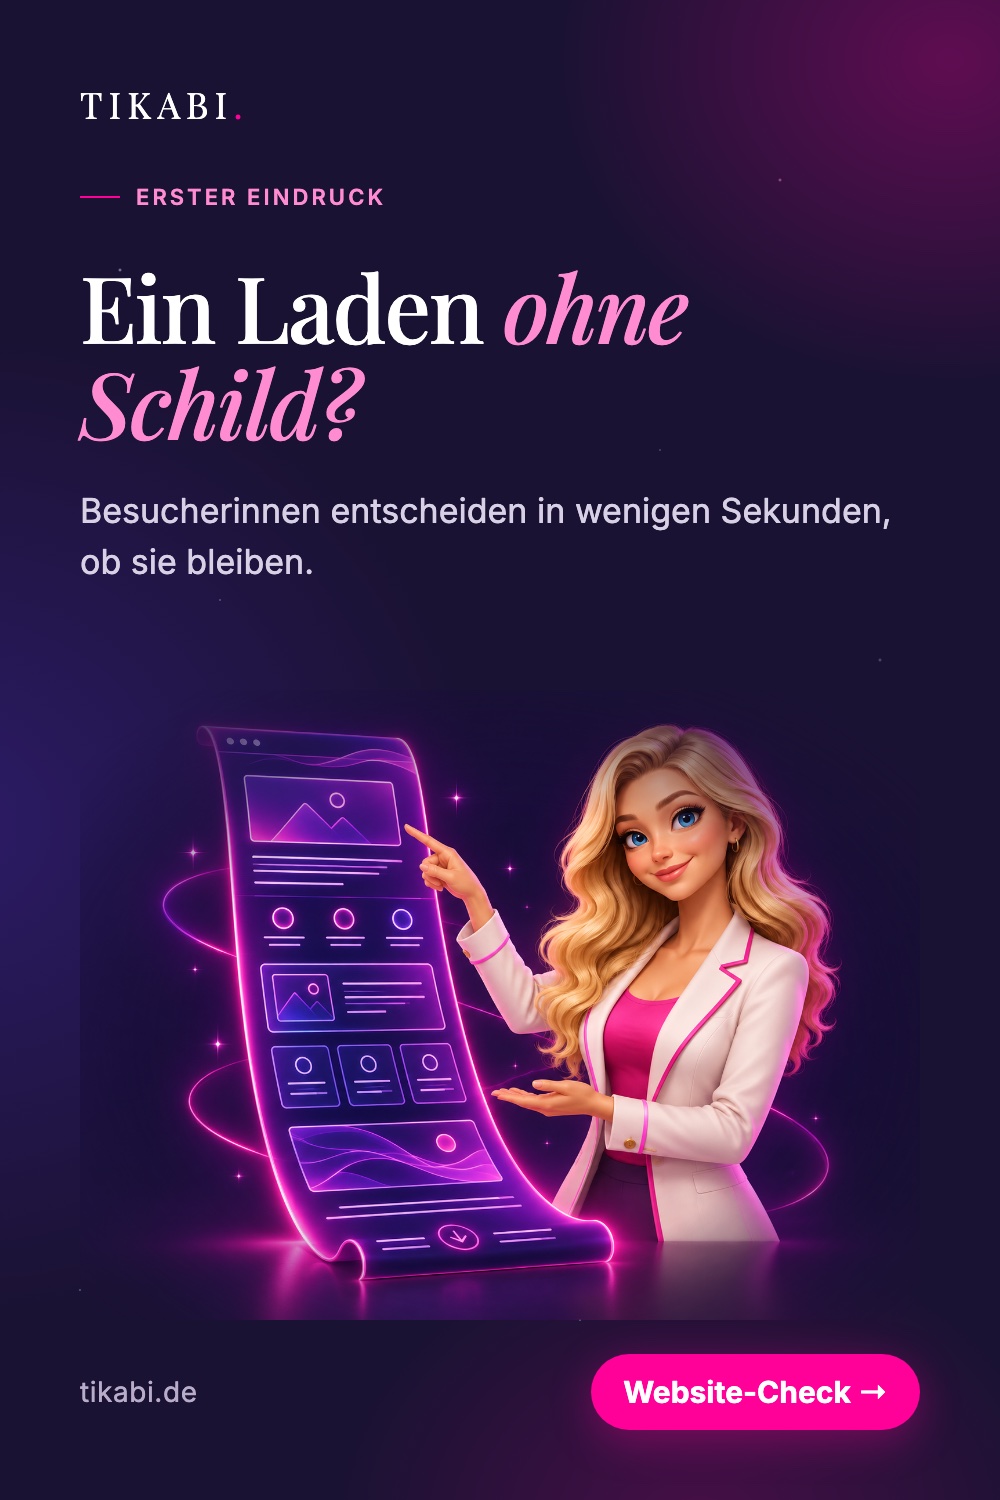 TIKABI.
ERSTER EINDRUCK
Ein Laden ohne
Schild?
Besucherinnen entscheiden in wenigen Sekunden,
ob sie bleiben.
tikabi.de
Website-Check →